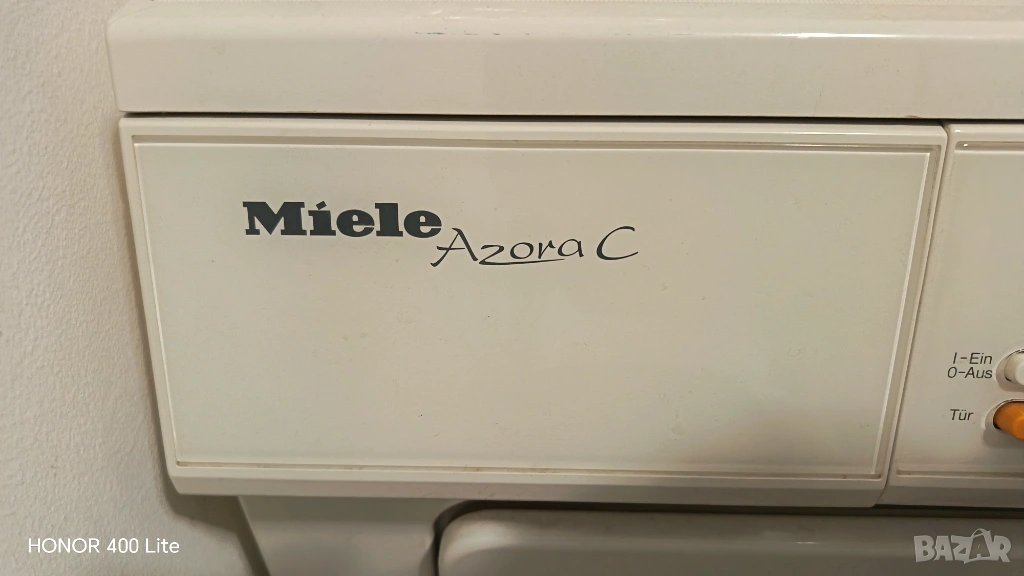 Miele Azora C
I-Ein
0-Aus
Tür
HONOR 400 Lite
BAZAR